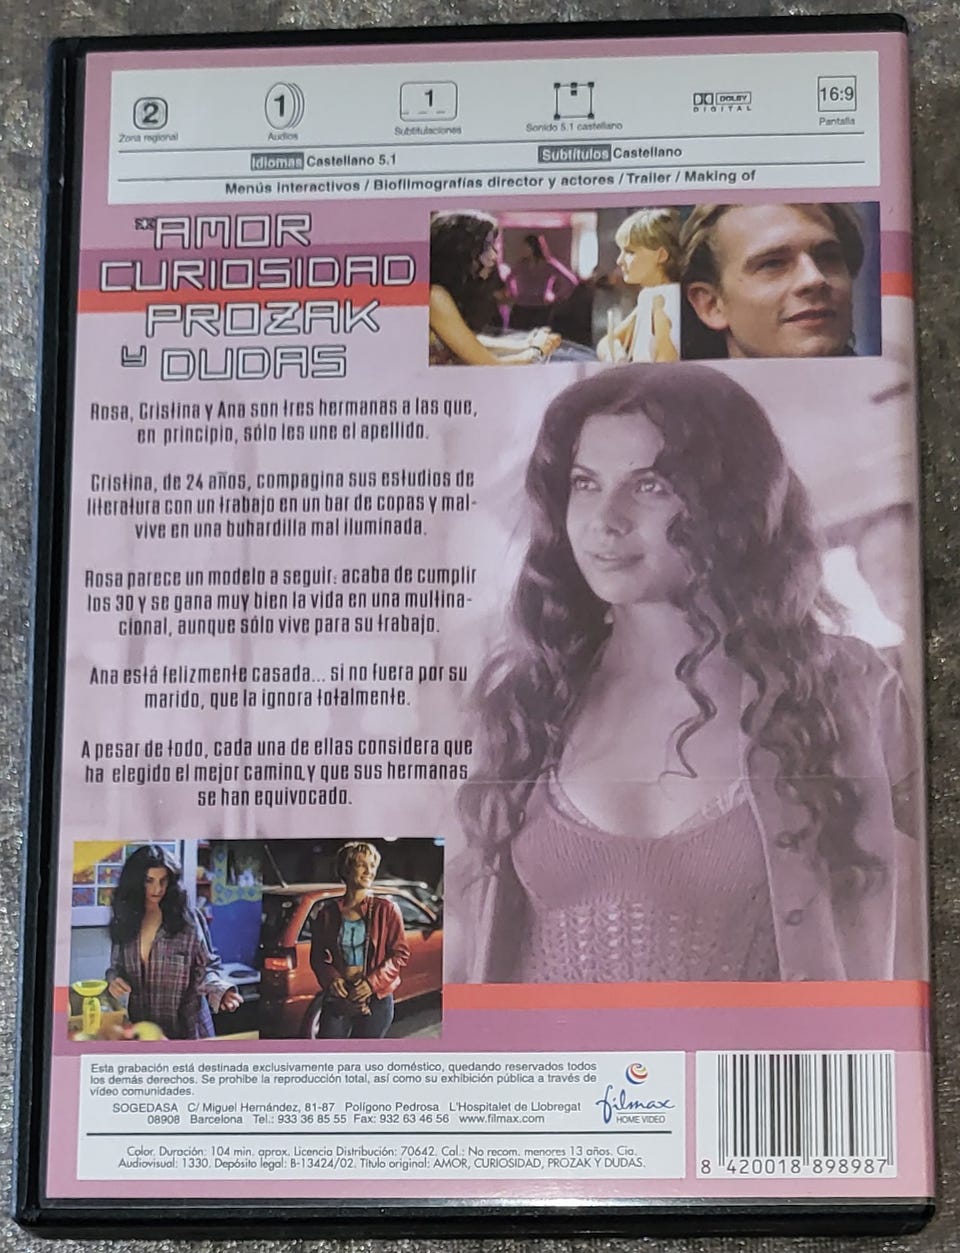 2
Zona regional
1
Audios
1
Subtitulaciones
Sonido 5.1 castellano
DOLBY
DIGITAL
16:9
Pantalla
Idiomas Castellano 5.1
Subtítulos Castellano
Menús interactivos / Biofilmografías director y actores / Trailer / Making of
AMOR
CURIOSIDAD
PROZAK
Y DUDAS
Rosa, Cristina y Ana son tres hermanas a las que,
en principio, sólo les une el apellido.
Cristina, de 24 años, compagina sus estudios de
literatura con un trabajo en un bar de copas y mal-
vive en una buhardilla mal iluminada.
Rosa parece un modelo a seguir: acaba de cumplir
los 30 y se gana muy bien la vida en una multina-
cional, aunque sólo vive para su trabajo.
Ana está felizmente casada... si no fuera por su
marido, que la ignora totalmente.
A pesar de todo, cada una de ellas considera que
ha elegido el mejor camino, y que sus hermanas
se han equivocado.
Esta grabación está destinada exclusivamente para uso doméstico, quedando reservados todos
los demás derechos. Se prohibe la reproducción total, así como su exhibición pública a través de
vídeo comunidades.
SOGEDASA C/ Miguel Hernández, 81-87 Polígono Pedrosa L'Hospitalet de Llobregat
08908 Barcelona Tel.: 933 36 85 55 Fax: 932 63 46 56 www.filmax.com
filmax
HOME VIDEO
Color. Duración: 104 min. aprox. Licencia Distribución: 70642. Cal.: No recom. menores 13 años. Cia.
Audiovisual: 1330. Depósito legal: B-13424/02. Título original: AMOR, CURIOSIDAD, PROZAK Y DUDAS.
8 420018 898987